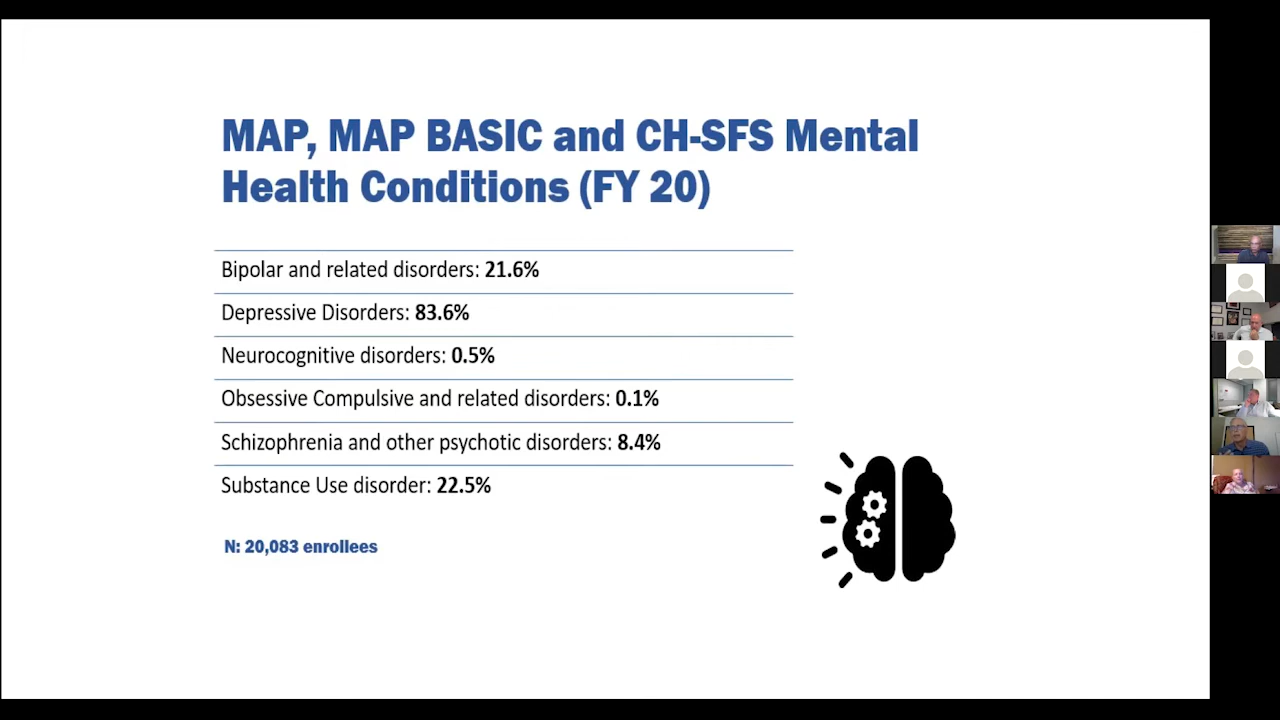 MAP, MAP BASIC and CH-SFS Mental
Health Conditions (FY 20)
Bipolar and related disorders: 21.6%
Depressive Disorders: 83.6%
Neurocognitive disorders: 0.5%
Obsessive Compulsive and related disorders: 0.1%
Schizophrenia and other psychotic disorders: 8.4%
Substance Use disorder: 22.5%
N: 20,083 enrollees